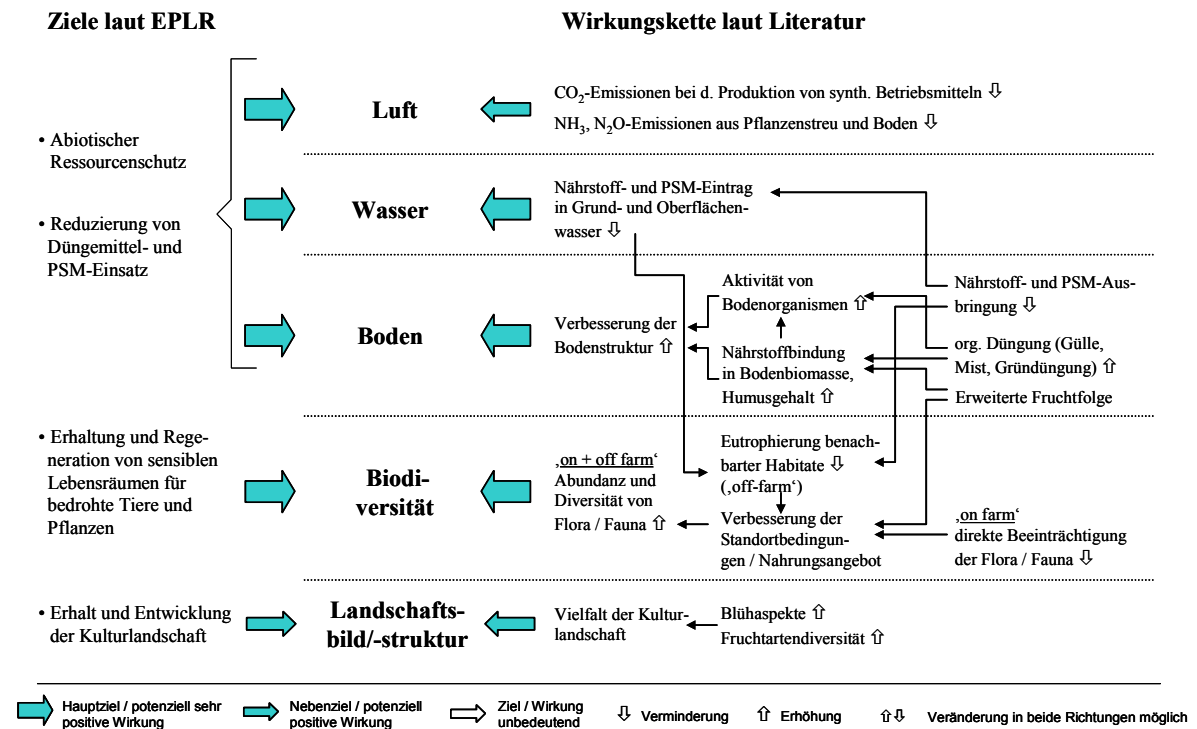 Ziele laut EPLR
Wirkungskette laut Literatur
• Abiotischer
Ressourcenschutz
• Reduzierung von
Düngemittel- und
PSM-Einsatz
Luft
CO₂-Emissionen bei d. Produktion von synth. Betriebsmitteln ⇩
NH₃, N₂O-Emissionen aus Pflanzenstreu und Boden ⇩
Wasser
Nährstoff- und PSM-Eintrag
in Grund- und Oberflächen-
wasser ⇩
Boden
Verbesserung der
Bodenstruktur ⇧
Aktivität von
Bodenorganismen ⇧
Nährstoffbindung
in Bodenbiomasse,
Humusgehalt ⇧
Nährstoff- und PSM-Aus-
bringung ⇩
org. Düngung (Gülle,
Mist, Gründüngung) ⇧
Erweiterte Fruchtfolge
• Erhaltung und Rege-
neration von sensiblen
Lebensräumen für
bedrohte Tiere und
Pflanzen
Biodi-
versität
‚on + off farm‘
Abundanz und
Diversität von
Flora / Fauna ⇧
Eutrophierung benach-
barter Habitate ⇩
(‚off-farm‘)
Verbesserung der
Standortbedingun-
gen / Nahrungsangebot
‚on farm‘
direkte Beeinträchtigung
der Flora / Fauna ⇩
• Erhalt und Entwicklung
der Kulturlandschaft
Landschafts-
bild/-struktur
Vielfalt der Kultur-
landschaft
Blühaspekte ⇧
Fruchtartendiversität ⇧
Hauptziel / potenziell sehr
positive Wirkung
Nebenziel / potenziell
positive Wirkung
Ziel / Wirkung
unbedeutend
⇩ Verminderung
⇧ Erhöhung
⇧⇩ Veränderung in beide Richtungen möglich